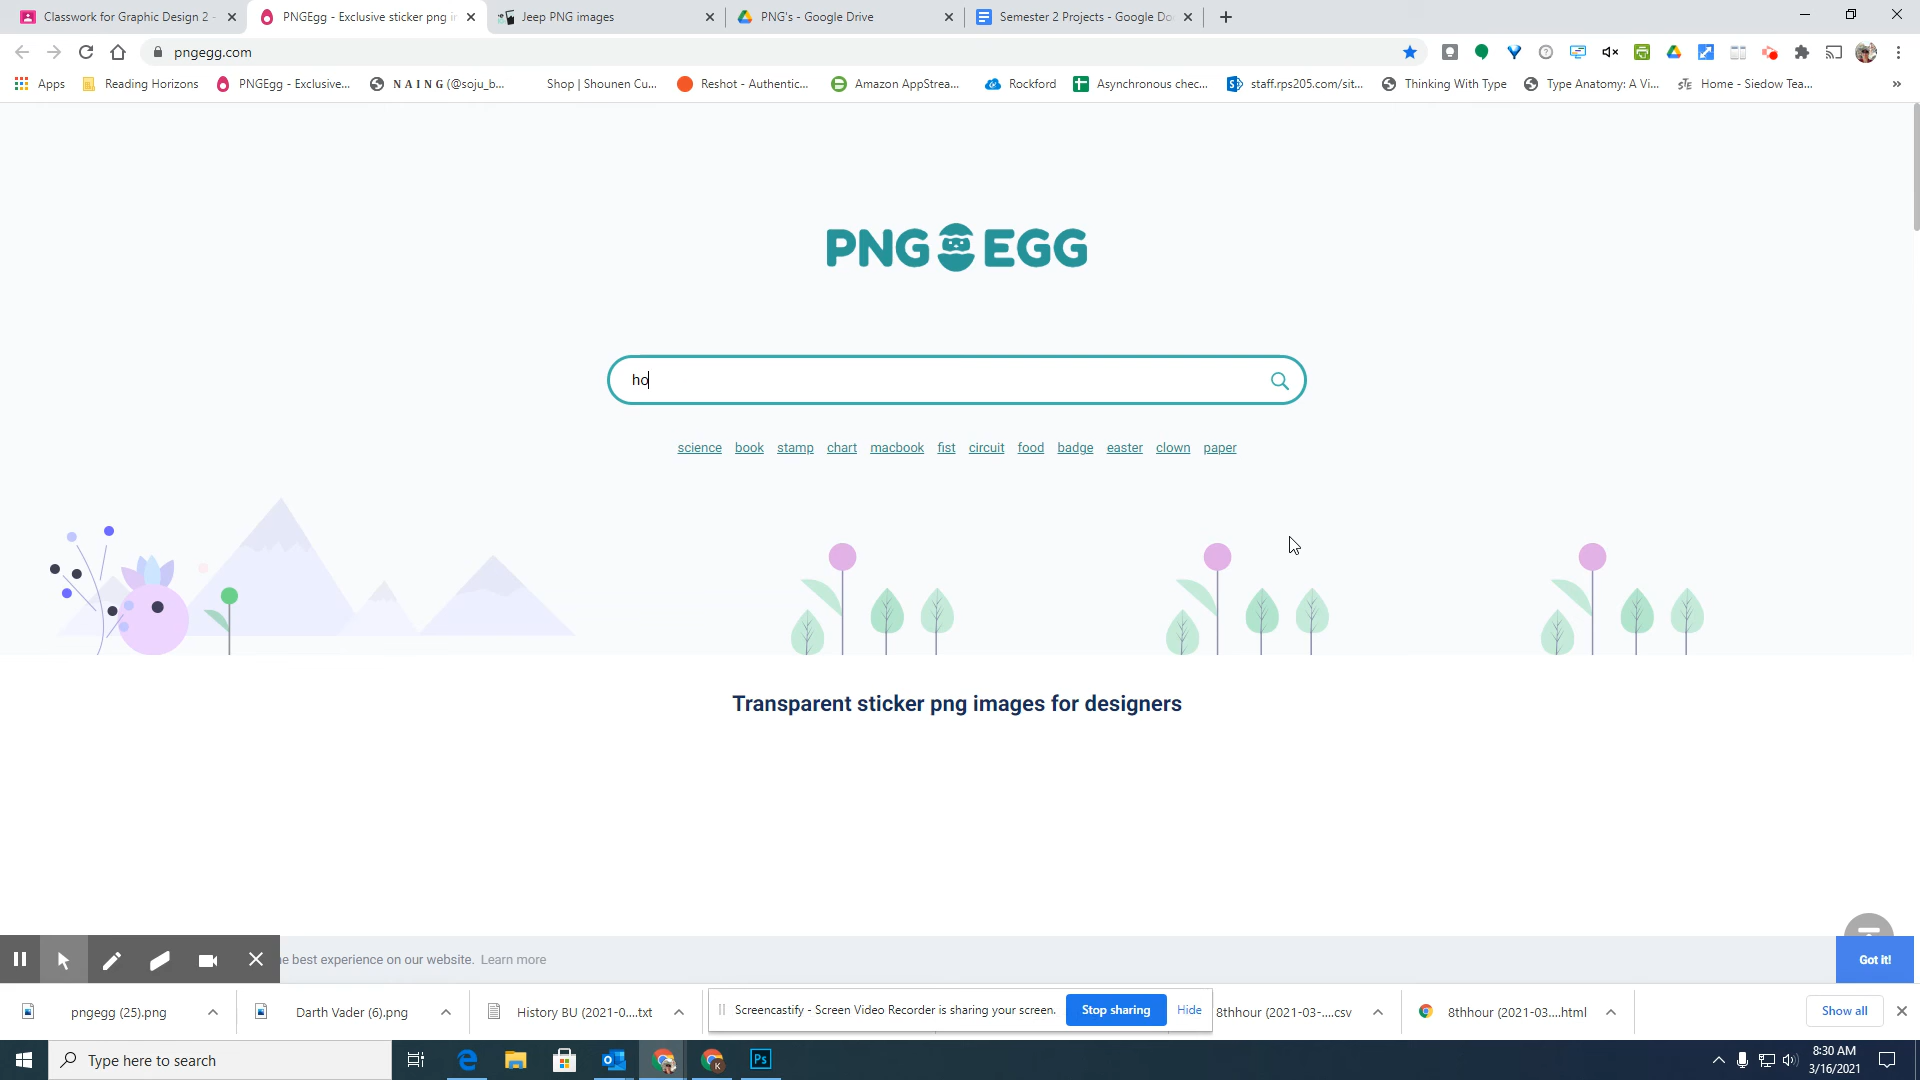 Classwork for Graphic Design 2 -
PNGEgg - Exclusive sticker png in
Jeep PNG images
PNG's - Google Drive
Semester 2 Projects - Google Do
pngegg.com
Apps
Reading Horizons
PNGEgg - Exclusive...
N A I N G (@soju_b...
Shop | Shounen Cu...
Reshot - Authentic...
Amazon AppStrea...
Rockford
Asynchronous chec...
staff.rps205.com/sit...
Thinking With Type
Type Anatomy: A Vi...
Home - Siedow Tea...
PNG EGG
ho
science book stamp chart macbook fist circuit food badge easter clown paper
Transparent sticker png images for designers
e best experience on our website. Learn more
Got it!
pngegg (25).png
Darth Vader (6).png
History BU (2021-0....txt
Screencastify - Screen Video Recorder is sharing your screen.
Stop sharing
Hide
8thhour (2021-03-....csv
8thhour (2021-03....html
Show all
Type here to search
Ps
K
8:30 AM
3/16/2021